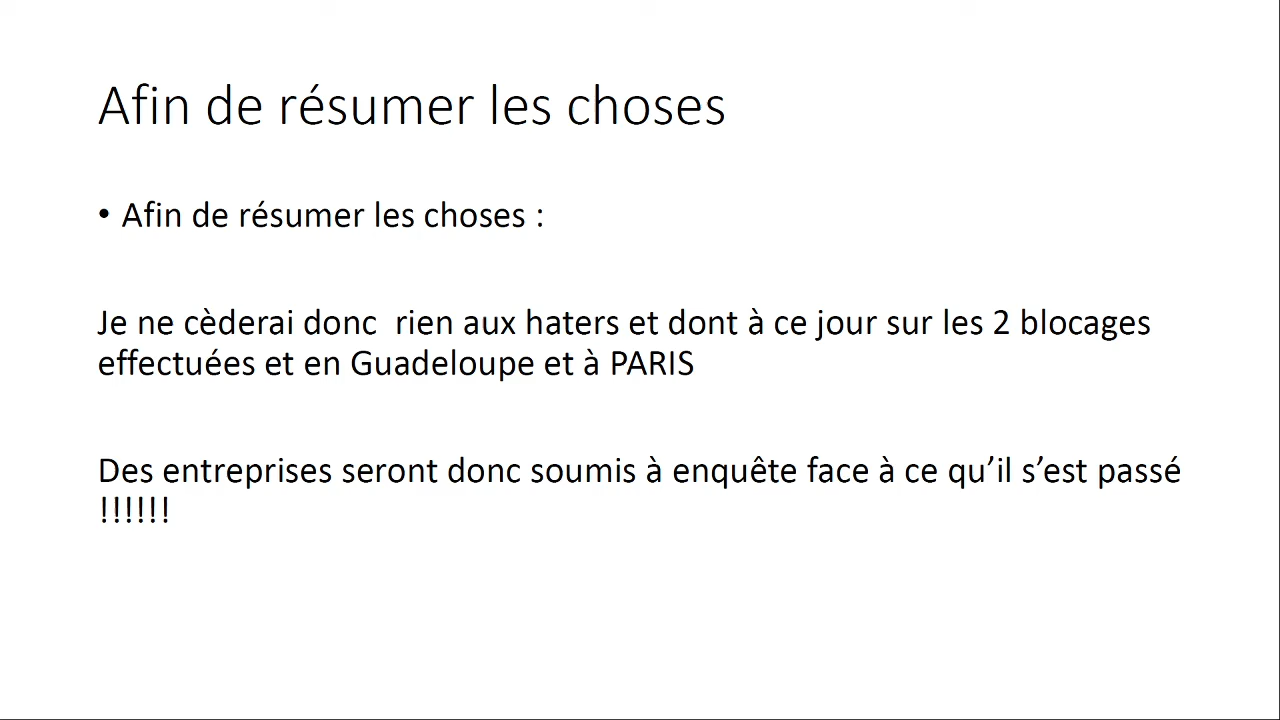 Afin de résumer les choses
• Afin de résumer les choses :
Je ne cèderai donc  rien aux haters et dont à ce jour sur les 2 blocages
effectuées et en Guadeloupe et à PARIS
Des entreprises seront donc soumis à enquête face à ce qu’il s’est passé
!!!!!!